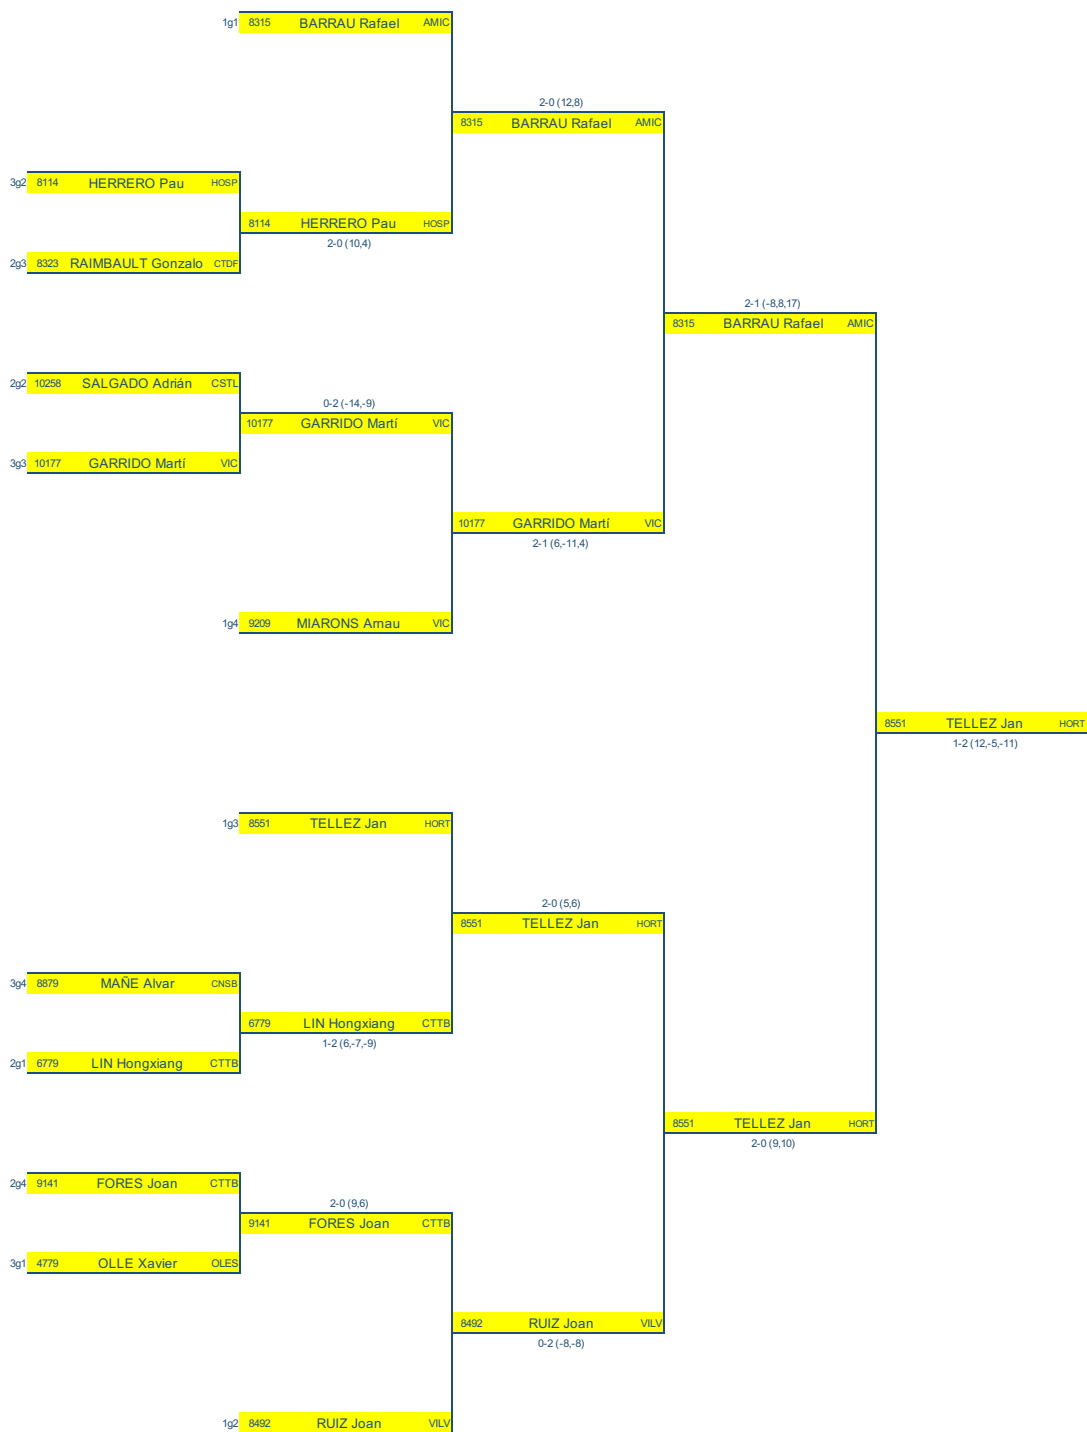 1g1 8315 BARRAU Rafael AMIC
2-0 (12,8)
8315 BARRAU Rafael AMIC
3g2 8114 HERRERO Pau HOSP
8114 HERRERO Pau HOSP
2-0 (10,4)
2g3 8323 RAIMBAULT Gonzalo CTDF
2-1 (-8,8,17)
8315 BARRAU Rafael AMIC
2g2 10258 SALGADO Adrián CSTL
0-2 (-14,-9)
10177 GARRIDO Martí VIC
3g3 10177 GARRIDO Martí VIC
10177 GARRIDO Martí VIC
2-1 (6,-11,4)
1g4 9209 MIARONS Arnau VIC
8551 TELLEZ Jan HORT
1-2 (12,-5,-11)
1g3 8551 TELLEZ Jan HORT
2-0 (5,6)
8551 TELLEZ Jan HORT
3g4 8879 MAÑE Alvar CNSB
6779 LIN Hongxiang CTTB
1-2 (6,-7,-9)
2g1 6779 LIN Hongxiang CTTB
8551 TELLEZ Jan HORT
2-0 (9,10)
2g4 9141 FORES Joan CTTB
2-0 (9,6)
9141 FORES Joan CTTB
3g1 4779 OLLE Xavier OLES
8492 RUIZ Joan VILV
0-2 (-8,-8)
1g2 8492 RUIZ Joan VILV